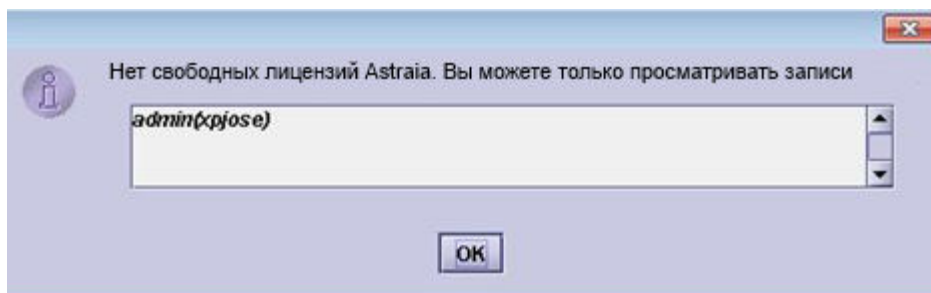 Нет свободных лицензий Astraia. Вы можете только просматривать записи
admin(xpjose)
OK